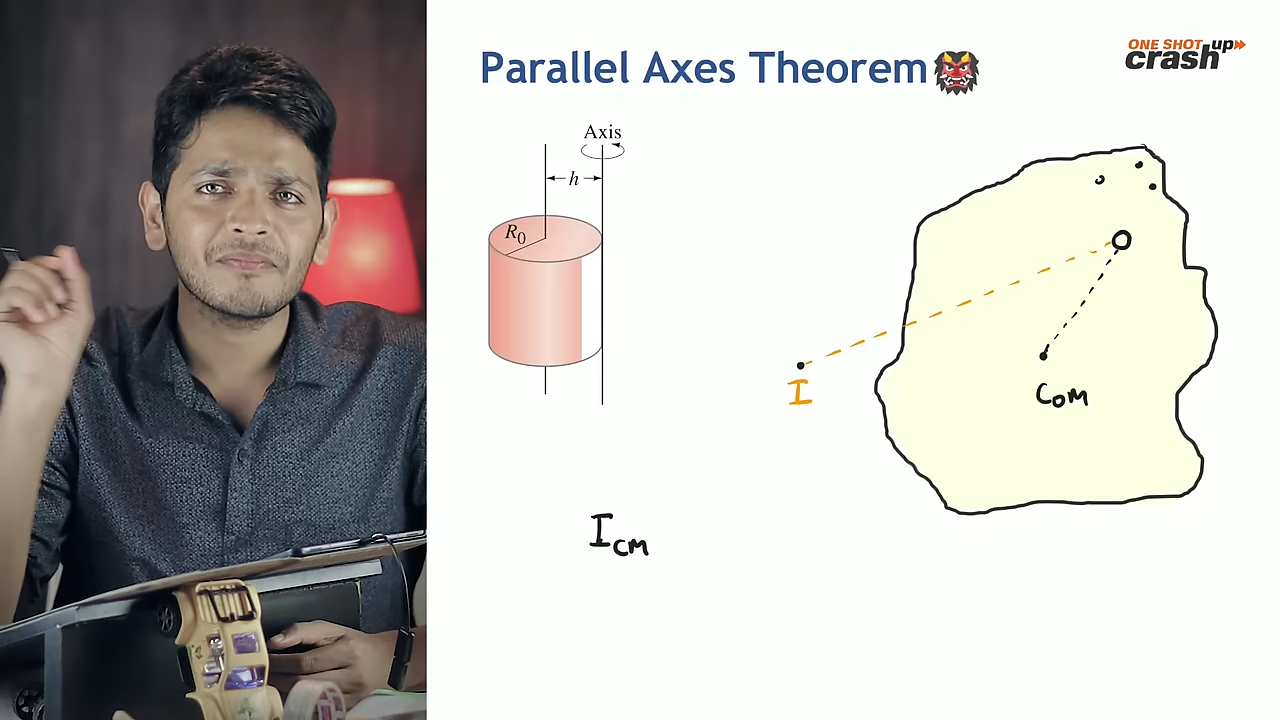 Parallel Axes Theorem
ONE SHOT
crash up
Axis
h
R0
I
COM
ICM